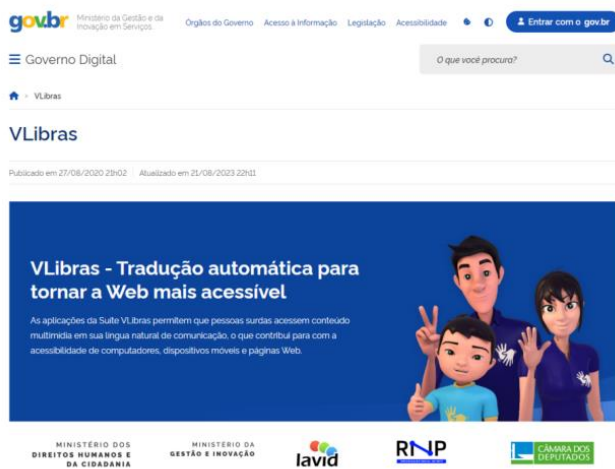 gov.br
Ministério da Gestão e da
Inovação em Serviços
Órgãos do Governo Acesso à Informação Legislação Acessibilidade
Entrar com o gov.br
Governo Digital
O que você procura?
VLibras
VLibras
Publicado em 27/08/2020 21h02 Atualizado em 21/08/2023 22h11
VLibras - Tradução automática para
tornar a Web mais acessível
As aplicações da Suíte VLibras permitem que pessoas surdas acessem conteúdo
multimídia em sua língua natural de comunicação, o que contribui para com a
acessibilidade de computadores, dispositivos móveis e páginas Web.
MINISTÉRIO DOS
DIREITOS HUMANOS E
DA CIDADANIA
MINISTÉRIO DA
GESTÃO E INOVAÇÃO
lavid
RNP
CÂMARA DOS
DEPUTADOS